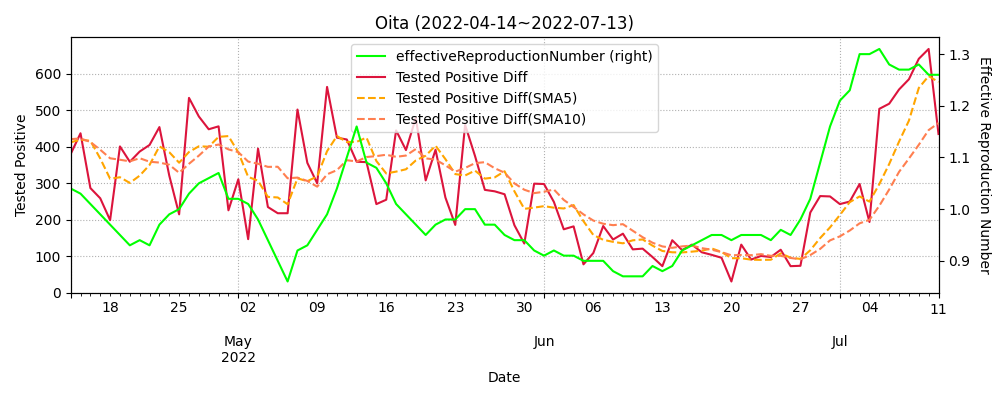 Oita (2022-04-14~2022-07-13)
effectiveReproductionNumber (right)
Tested Positive Diff
Tested Positive Diff(SMA5)
Tested Positive Diff(SMA10)
Tested Positive
600
500
400
300
200
100
0
Effective Reproduction Number
1.3
1.2
1.1
1.0
0.9
18 25 02 09 16 23 30 06 13 20 27 04 11
May Jun Jul
2022
Date